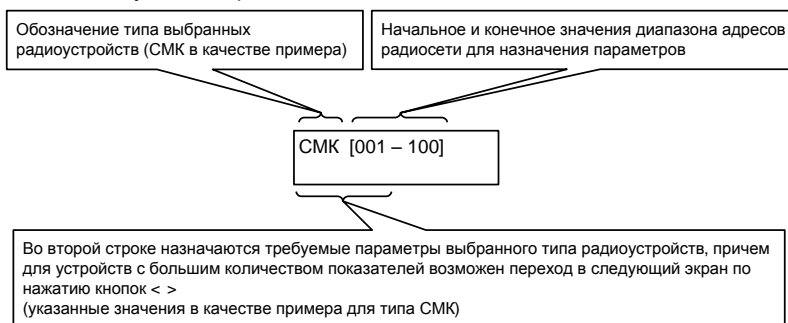 Обозначение типа выбранных
радиоустройств (СМК в качестве примера)
Начальное и конечное значения диапазона адресов
радиосети для назначения параметров
СМК [001 – 100]
Во второй строке назначаются требуемые параметры выбранного типа радиоустройств, причем
для устройств с большим количеством показателей возможен переход в следующий экран по
нажатию кнопок < >
(указанные значения в качестве примера для типа СМК)